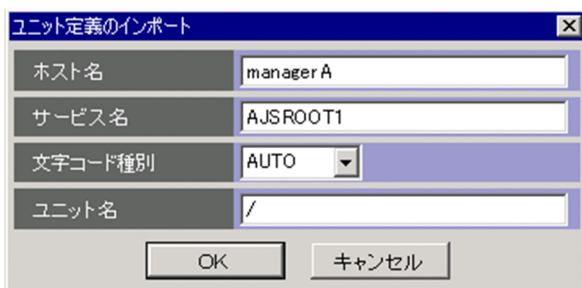 ユニット定義のインポート
ホスト名 managerA
サービス名 AJSROOT1
文字コード種別 AUTO
ユニット名 /
OK キャンセル